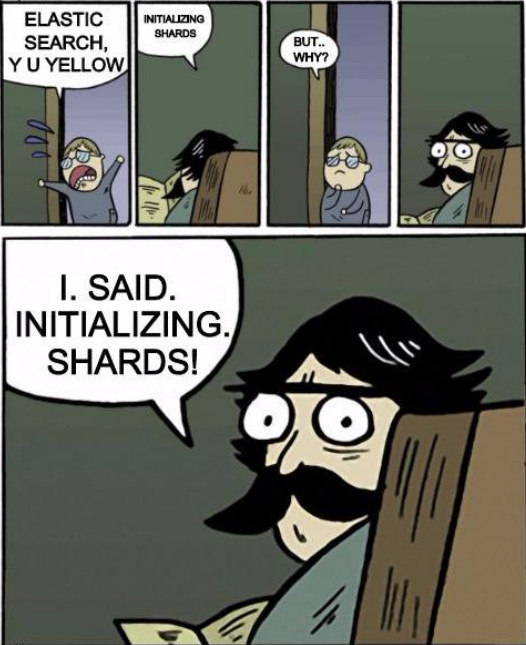 ELASTIC
SEARCH,
Y U YELLOW
INITIALIZING
SHARDS
BUT..
WHY?
I. SAID.
INITIALIZING.
SHARDS!